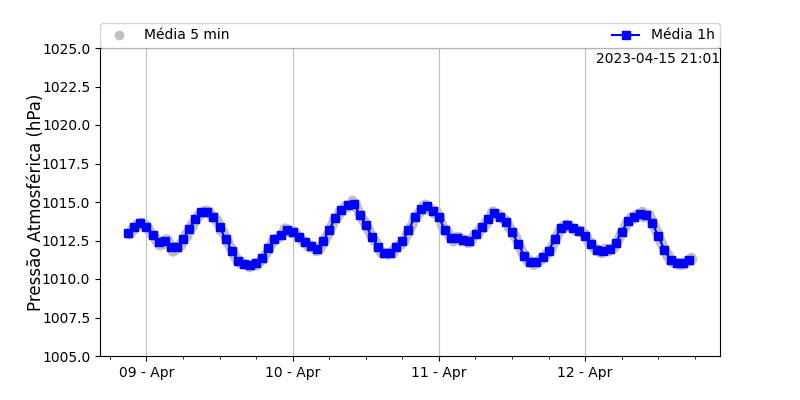 Média 5 min
Média 1h
2023-04-15 21:01
Pressão Atmosférica (hPa)
1025.0
1022.5
1020.0
1017.5
1015.0
1012.5
1010.0
1007.5
1005.0
09 - Apr
10 - Apr
11 - Apr
12 - Apr